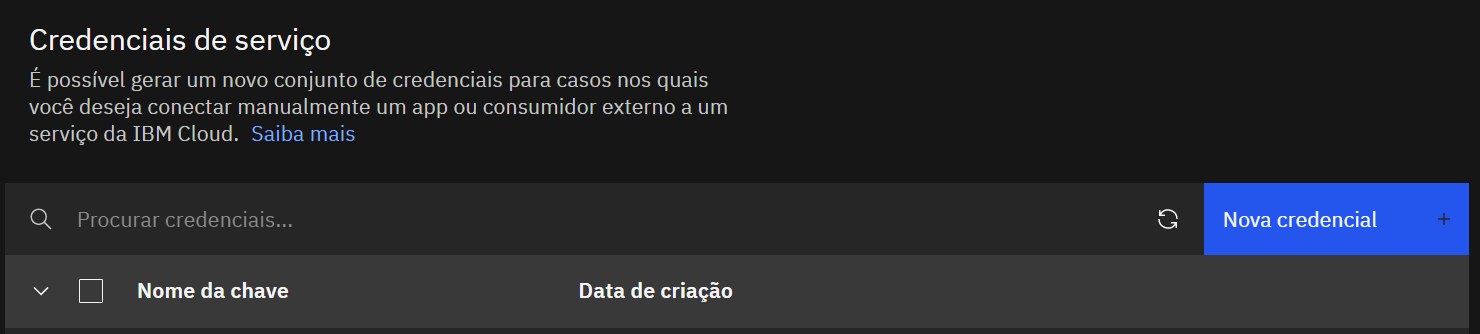 Credenciais de serviço
É possível gerar um novo conjunto de credenciais para casos nos quais
você deseja conectar manualmente um app ou consumidor externo a um
serviço da IBM Cloud. Saiba mais
Procurar credenciais...
Nova credencial +
Nome da chave
Data de criação